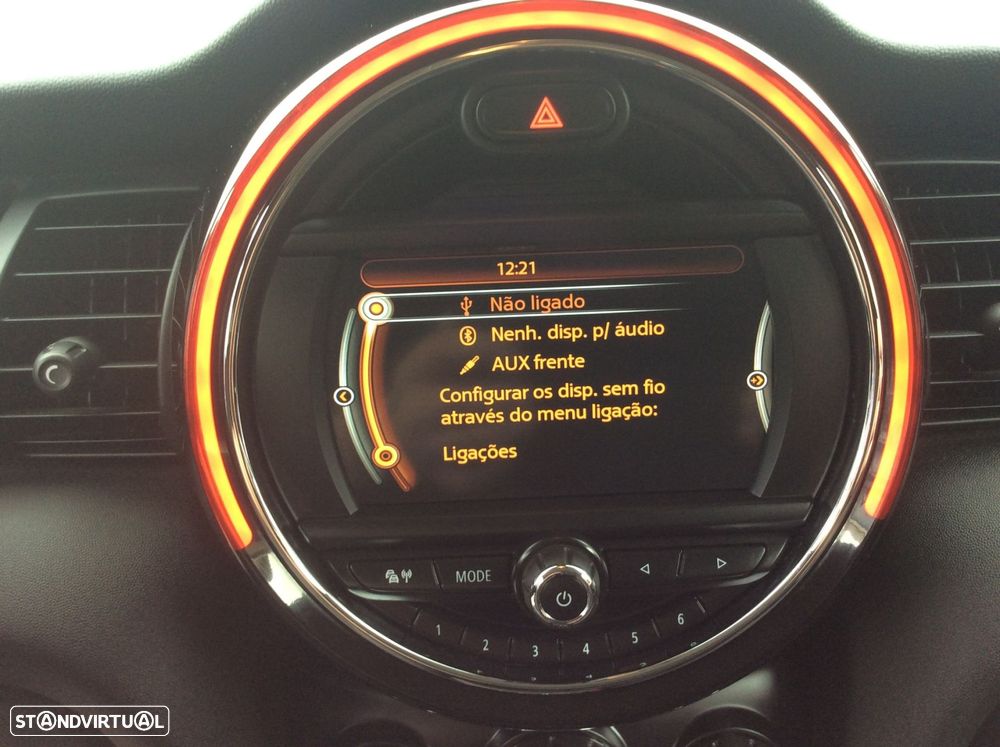 12:21
Não ligado
Nenh. disp. p/ áudio
AUX frente
Configurar os disp. sem fio
através do menu ligação:
Ligações
MODE
1 2 3 4 5 6
STANDVIRTUAL